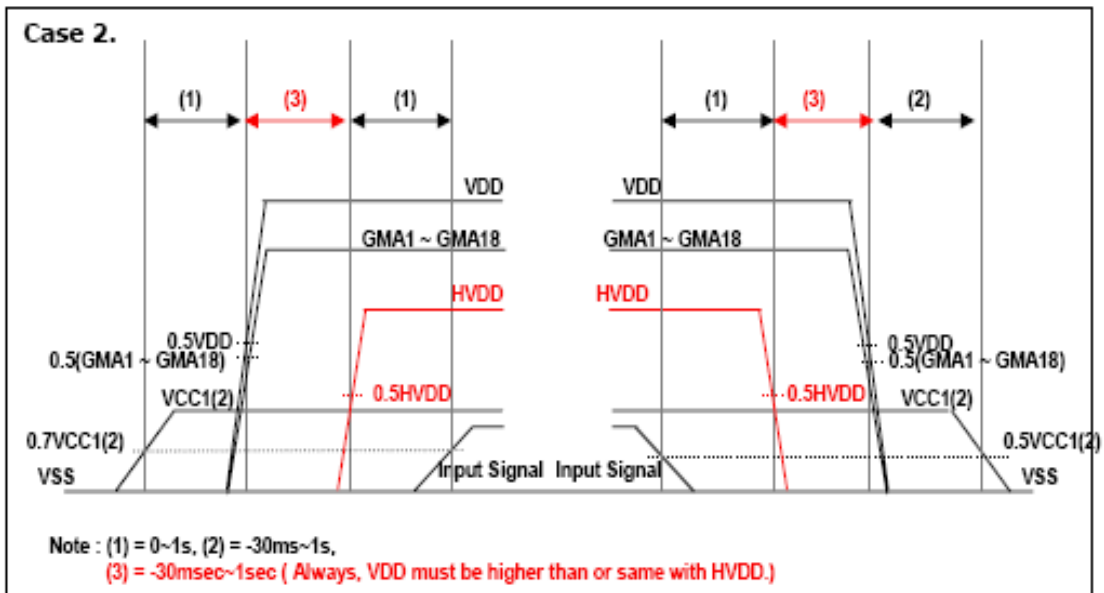 Case 2.
(1) (3) (1) (1) (3) (2)
VDD VDD
GMA1 ~ GMA18 GMA1 ~ GMA18
HVDD HVDD
0.5VDD 0.5VDD
0.5(GMA1 ~ GMA18) 0.5(GMA1 ~ GMA18)
VCC1(2) 0.5HVDD 0.5HVDD VCC1(2)
0.7VCC1(2) 0.5VCC1(2)
VSS Input Signal Input Signal VSS
Note : (1) = 0~1s, (2) = -30ms~1s,
(3) = -30msec~1sec ( Always, VDD must be higher than or same with HVDD.)